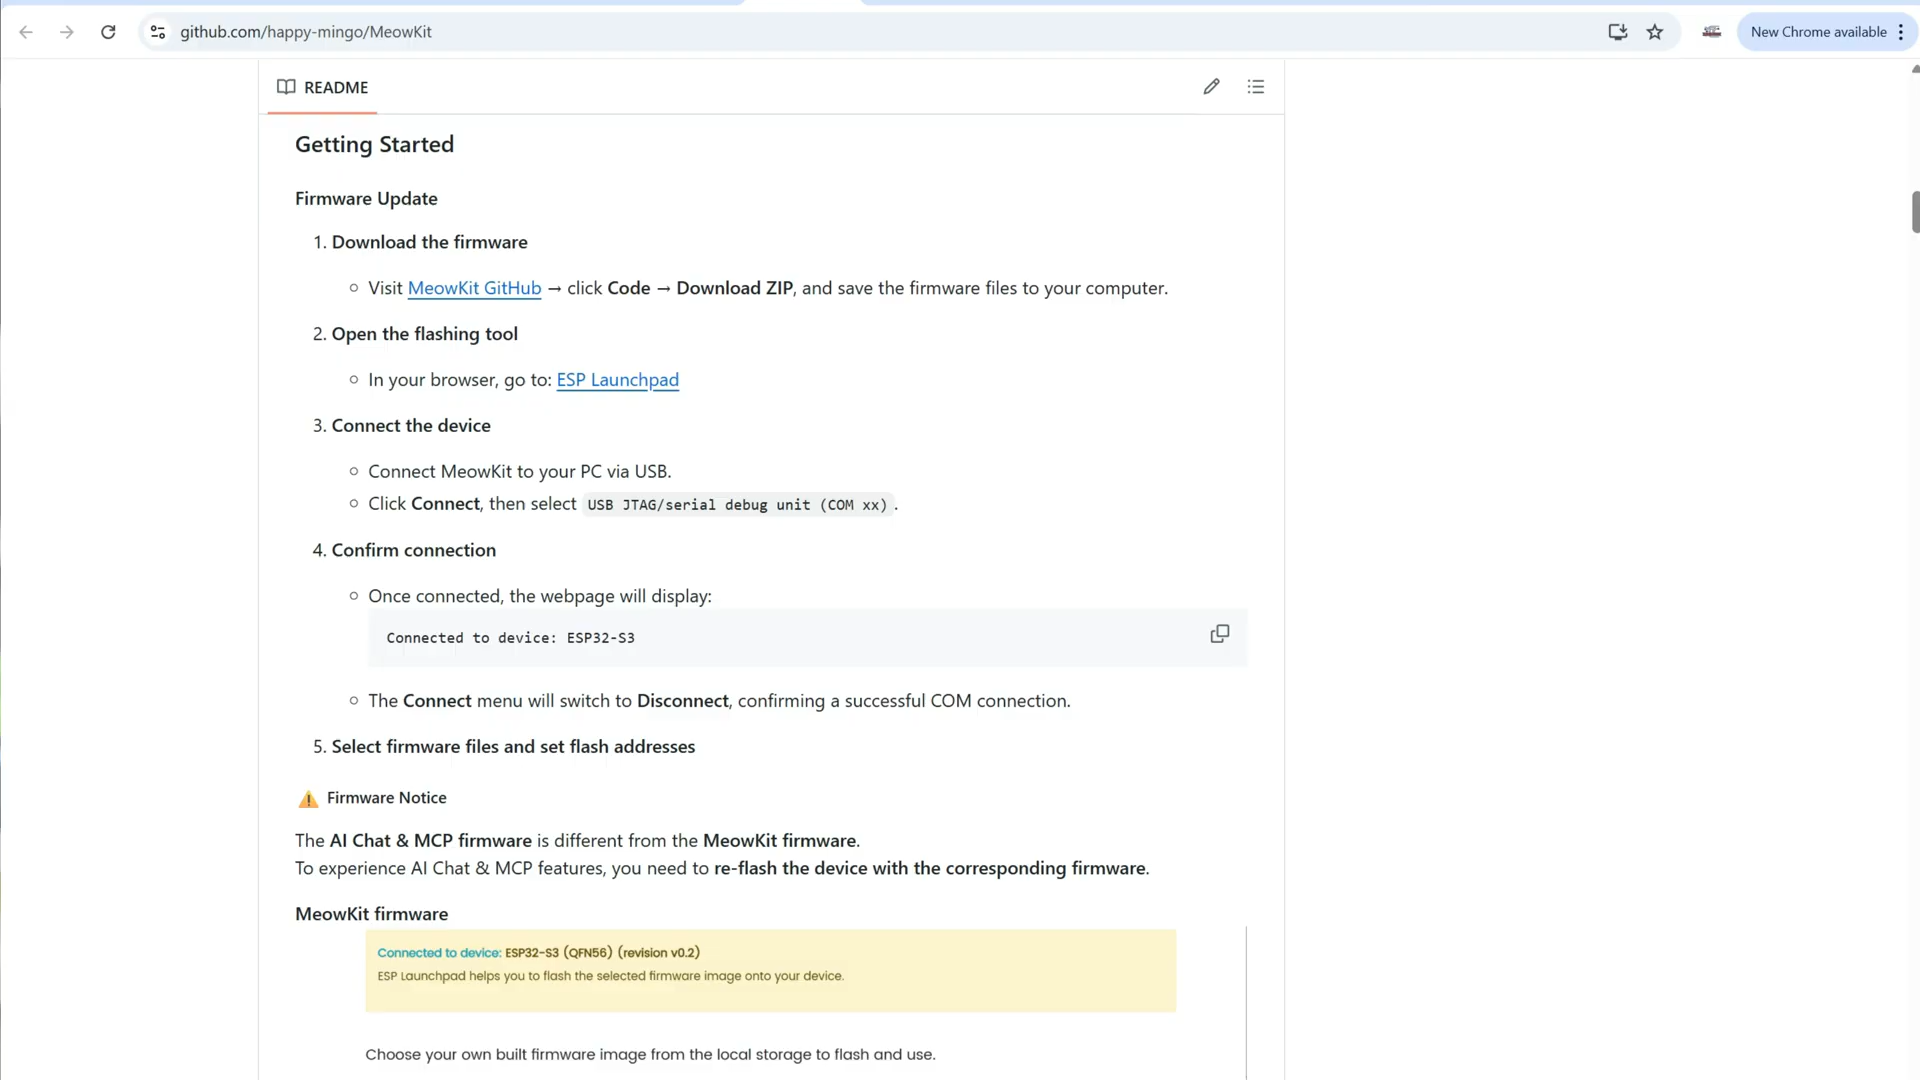 github.com/happy-mingo/MeowKit
New Chrome available
README
Getting Started
Firmware Update
1. Download the firmware
Visit MeowKit GitHub → click Code → Download ZIP, and save the firmware files to your computer.
2. Open the flashing tool
In your browser, go to: ESP Launchpad
3. Connect the device
Connect MeowKit to your PC via USB.
Click Connect, then select USB JTAG/serial debug unit (COM xx).
4. Confirm connection
Once connected, the webpage will display:
Connected to device: ESP32-S3
The Connect menu will switch to Disconnect, confirming a successful COM connection.
5. Select firmware files and set flash addresses
⚠️ Firmware Notice
The AI Chat & MCP firmware is different from the MeowKit firmware.
To experience AI Chat & MCP features, you need to re-flash the device with the corresponding firmware.
MeowKit firmware
Connected to device: ESP32-S3 (QFN56) (revision v0.2)
ESP Launchpad helps you to flash the selected firmware image onto your device.
Choose your own built firmware image from the local storage to flash and use.